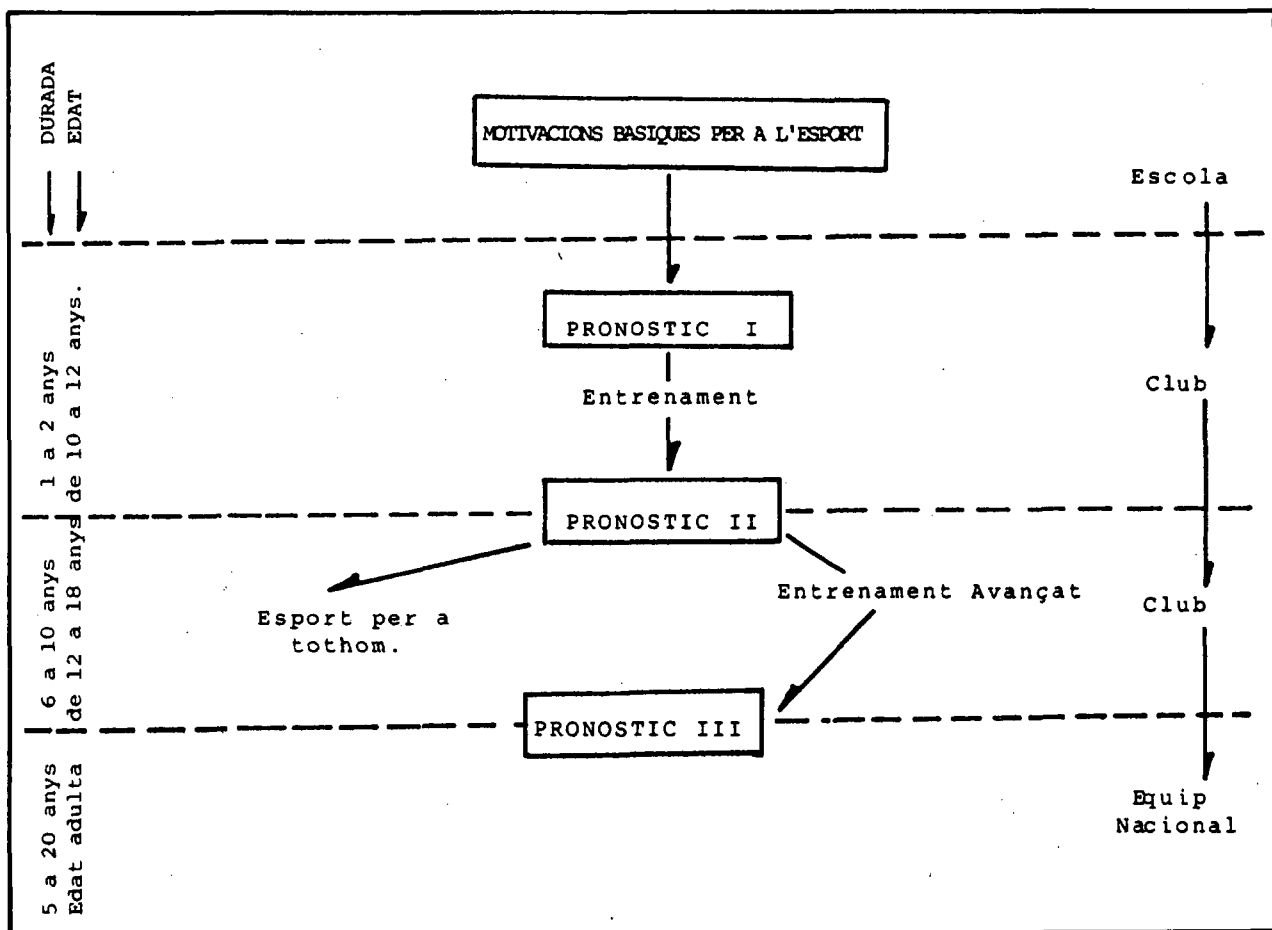 DURADA
EDAT
MOTIVACIONS BASIQUES PER A L'ESPORT
Escola
PRONOSTIC I
Entrenament
Club
1 a 2 anys
de 10 a 12 anys.
PRONOSTIC II
Esport per a
tothom.
Entrenament Avançat
Club
6 a 10 anys
de 12 a 18 anys
PRONOSTIC III
5 a 20 anys
Edat adulta
Equip
Nacional